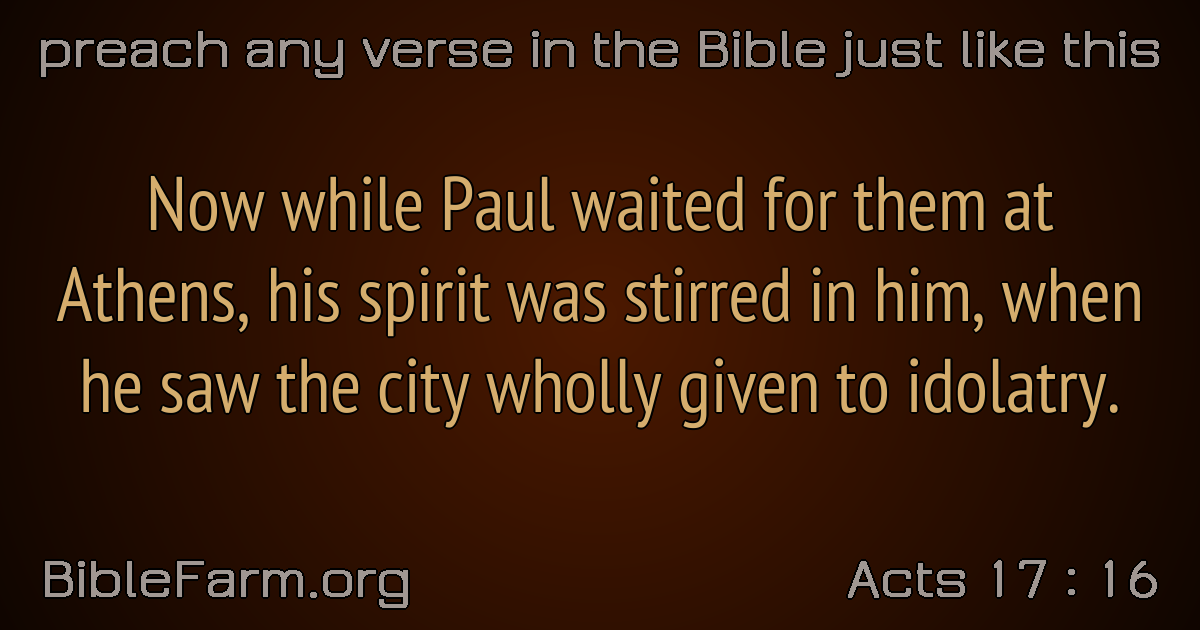 preach any verse in the Bible just like this
Now while Paul waited for them at
Athens, his spirit was stirred in him, when
he saw the city wholly given to idolatry.
BibleFarm.org
Acts 17 : 16